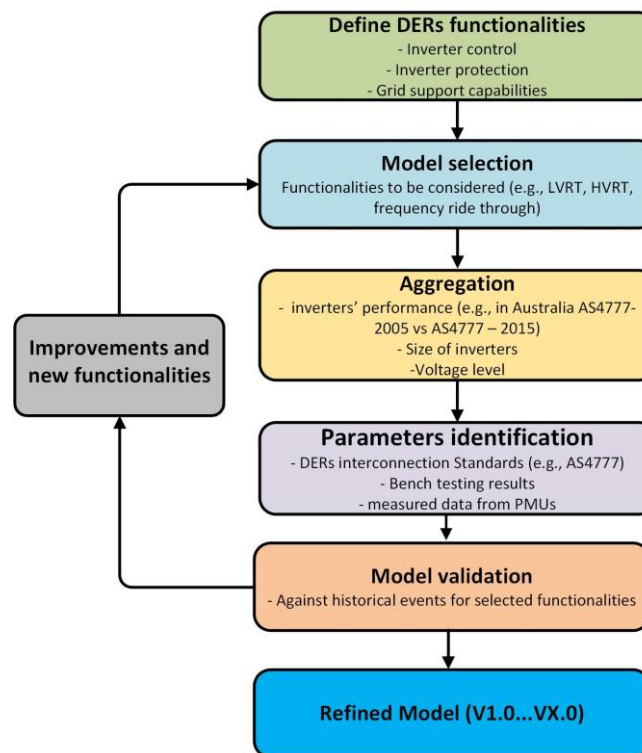 Define DERs functionalities
- Inverter control
- Inverter protection
- Grid support capabilities
Model selection
Functionalities to be considered (e.g., LVRT, HVRT,
frequency ride through)
Aggregation
- inverters’ performance (e.g., in Australia AS4777-
2005 vs AS4777 – 2015)
- Size of inverters
-Voltage level
Improvements and
new functionalities
Parameters identification
- DERs interconnection Standards (e.g., AS4777)
- Bench testing results
- measured data from PMUs
Model validation
- Against historical events for selected functionalities
Refined Model (V1.0...VX.0)